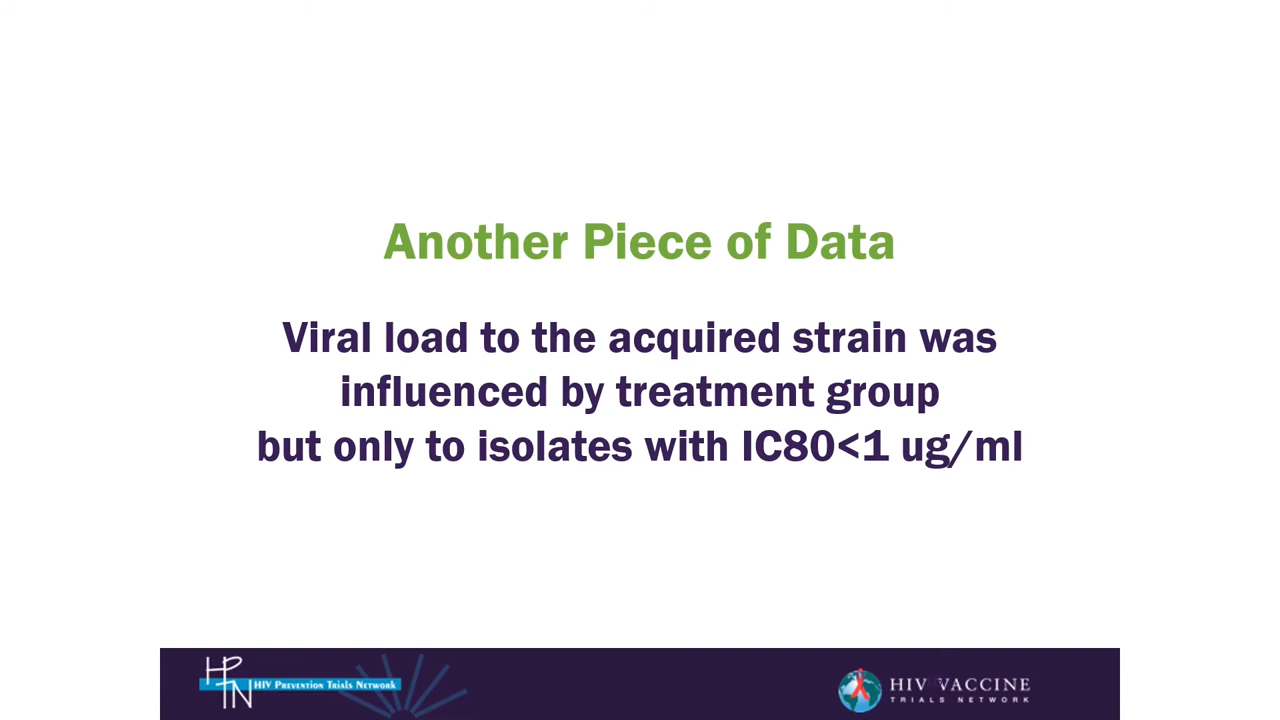 Another Piece of Data
Viral load to the acquired strain was
influenced by treatment group
but only to isolates with IC80<1 ug/ml
HPTN
HIV PREVENTION TRIALS NETWORK
HIV VACCINE
TRIALS NETWORK